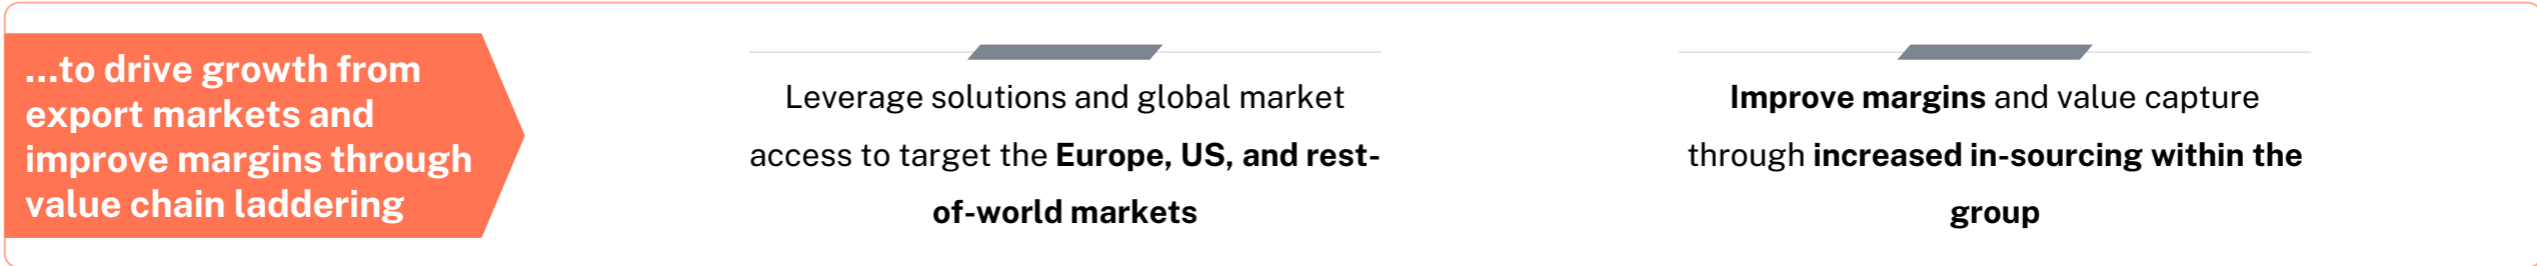 ...to drive growth from
export markets and
improve margins through
value chain laddering
Leverage solutions and global market
access to target the Europe, US, and rest-
of-world markets
Improve margins and value capture
through increased in-sourcing within the
group